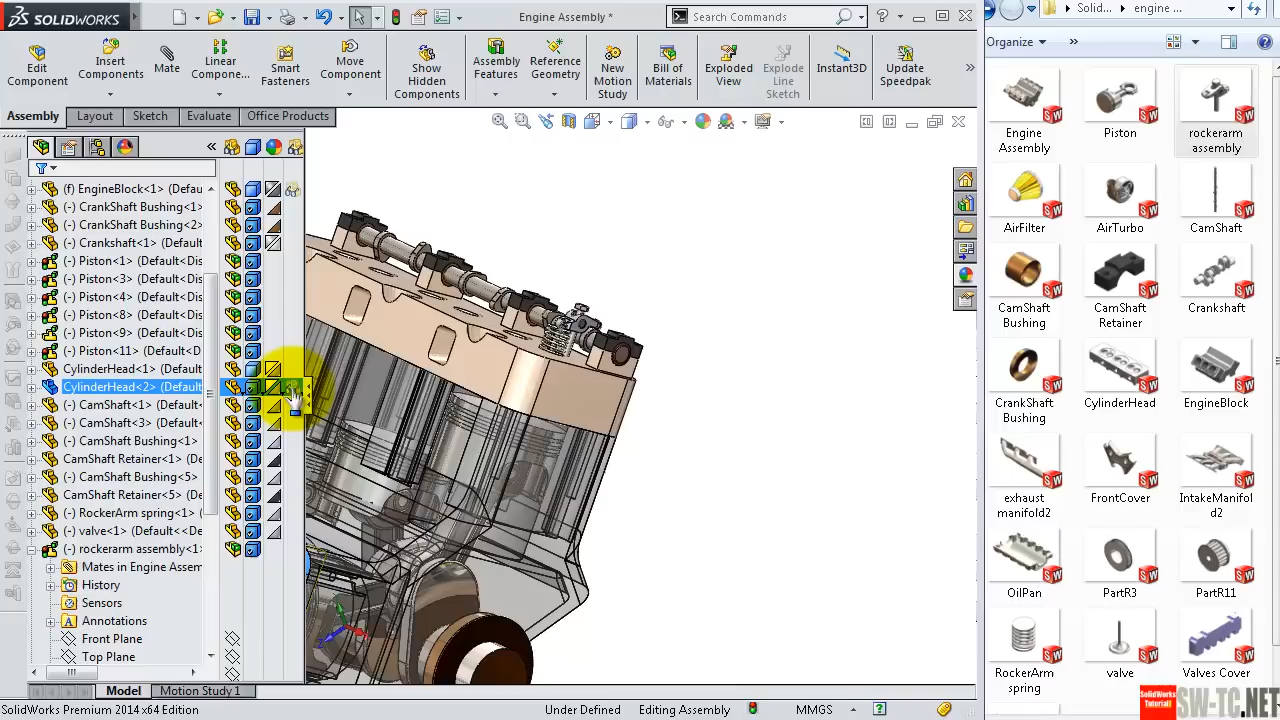 SOLIDWORKS
Engine Assembly *
Search Commands
Solid...
engine ...
Edit Component
Insert Components
Mate
Linear Compone...
Smart Fasteners
Move Component
Show Hidden Components
Assembly Features
Reference Geometry
New Motion Study
Bill of Materials
Exploded View
Explode Line Sketch
Instant3D
Update Speedpak
Organize
Assembly
Layout
Sketch
Evaluate
Office Products
(f) EngineBlock<1> (Defau
(-) CrankShaft Bushing<1>
(-) CrankShaft Bushing<2>
(-) Crankshaft<1> (Default
(-) Piston<1> (Default<Dis
(-) Piston<3> (Default<Dis
(-) Piston<4> (Default<Dis
(-) Piston<8> (Default<Dis
(-) Piston<9> (Default<Dis
(-) Piston<11> (Default<D
CylinderHead<1> (Default
CylinderHead<2> (Default
(-) CamShaft<1> (Default<
(-) CamShaft<3> (Default<
(-) CamShaft Bushing<1>
CamShaft Retainer<1> (De
(-) CamShaft Bushing<5>
CamShaft Retainer<5> (De
(-) RockerArm spring<1> (
(-) valve<1> (Default<<De
(-) rockerarm assembly<1>
Mates in Engine Assem
History
Sensors
Annotations
Front Plane
Top Plane
Engine Assembly
Piston
rockerarm assembly
AirFilter
AirTurbo
CamShaft
CamShaft Bushing
CamShaft Retainer
Crankshaft
CrankShaft Bushing
CylinderHead
EngineBlock
exhaust manifold2
FrontCover
IntakeManifold2
OilPan
PartR3
PartR11
RockerArm spring
valve
Valves Cover
Model
Motion Study 1
SolidWorks Premium 2014 x64 Edition
Under Defined
Editing Assembly
MMGS
SolidWorks Tutorial
SW-TC.NET